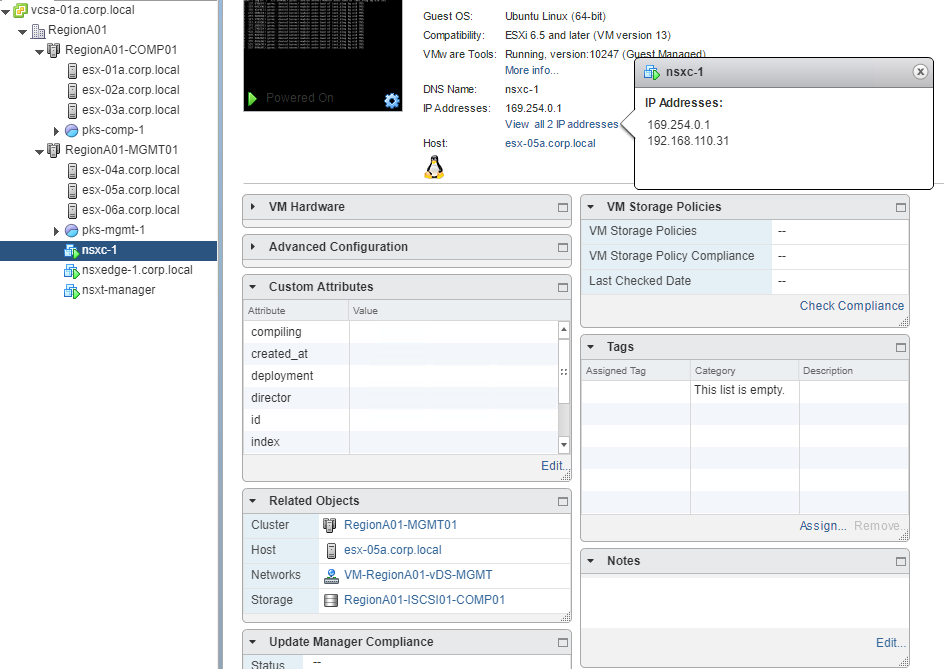 vcsa-01a.corp.local
RegionA01
RegionA01-COMP01
esx-01a.corp.local
esx-02a.corp.local
esx-03a.corp.local
pks-comp-1
RegionA01-MGMT01
esx-04a.corp.local
esx-05a.corp.local
esx-06a.corp.local
pks-mgmt-1
nsxc-1
nsxedge-1.corp.local
nsxt-manager
Powered On
Guest OS: Ubuntu Linux (64-bit)
Compatibility: ESXi 6.5 and later (VM version 13)
VMware Tools: Running, version:10247 (Guest Managed)
More info...
DNS Name: nsxc-1
IP Addresses: 169.254.0.1
View all 2 IP addresses
Host: esx-05a.corp.local
nsxc-1
IP Addresses:
169.254.0.1
192.168.110.31
VM Hardware
Advanced Configuration
Custom Attributes
Attribute Value
compiling
created_at
deployment
director
id
index
Edit...
Related Objects
Cluster RegionA01-MGMT01
Host esx-05a.corp.local
Networks VM-RegionA01-vDS-MGMT
Storage RegionA01-ISCSI01-COMP01
Update Manager Compliance
Status --
VM Storage Policies
VM Storage Policies --
VM Storage Policy Compliance --
Last Checked Date --
Check Compliance
Tags
Assigned Tag Category Description
This list is empty.
Assign... Remove...
Notes
Edit...